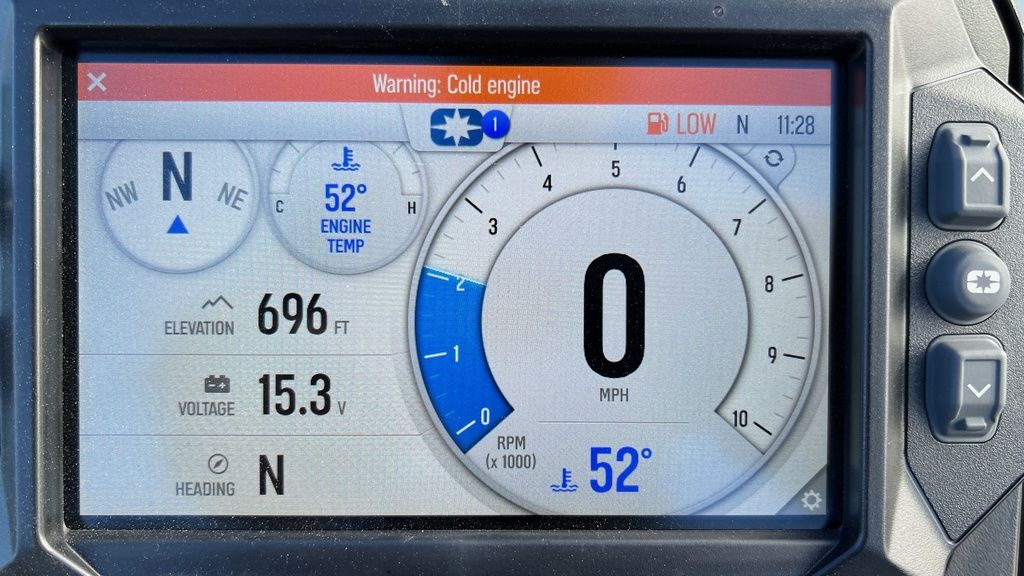 Warning: Cold engine
1
LOW N 11:28
NW N NE
C H
52°
ENGINE
TEMP
ELEVATION 696 FT
VOLTAGE 15.3 V
HEADING N
0
1
2
3
4
5
6
7
8
9
10
RPM
(x 1000)
0
MPH
52°